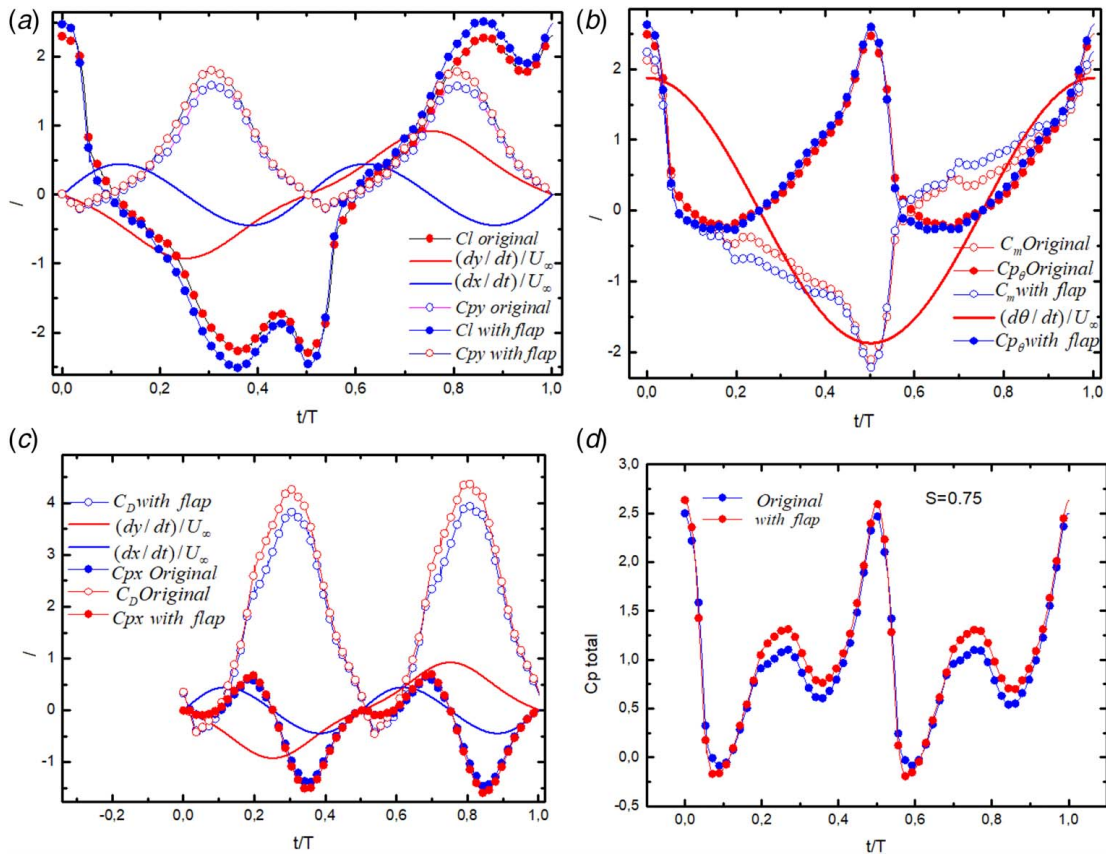 (a)
2
1
0
-1
-2
/
Cl original
(dy/dt)/U∞
(dx/dt)/U∞
Cpy original
Cl with flap
Cpy with flap
0,0 0,2 0,4 0,6 0,8 1,0
t/T
(b)
2
1
0
-1
-2
/
CmOriginal
CpθOriginal
Cm with flap
(dθ/dt)/U∞
Cpθ with flap
0,0 0,2 0,4 0,6 0,8 1,0
t/T
(c)
4
3
2
1
0
-1
/
CD with flap
(dy/dt)/U∞
(dx/dt)/U∞
Cpx Original
CD Original
Cpx with flap
-0,2 0,0 0,2 0,4 0,6 0,8 1,0
t/T
(d)
3,0
2,5
2,0
1,5
1,0
0,5
0,0
-0,5
Cp total
Original
with flap
S=0.75
0,0 0,2 0,4 0,6 0,8 1,0
t/T